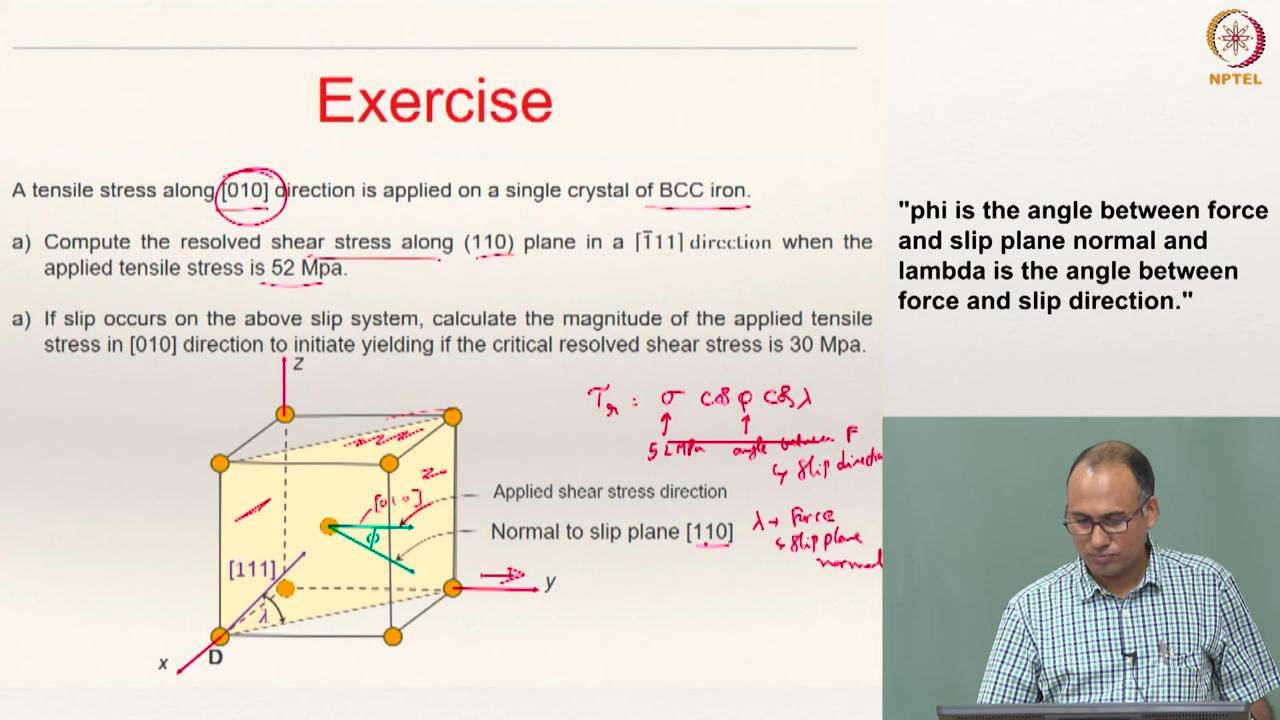 NPTEL
Exercise
A tensile stress along [010] direction is applied on a single crystal of BCC iron.
a) Compute the resolved shear stress along (110) plane in a [1̄11] direction when the
applied tensile stress is 52 Mpa.
a) If slip occurs on the above slip system, calculate the magnitude of the applied tensile
stress in [010] direction to initiate yielding if the critical resolved shear stress is 30 Mpa.
"phi is the angle between force
and slip plane normal and
lambda is the angle between
force and slip direction."
z
τr : σ cos φ cos λ
52 MPa angle between F
↳ slip direction
[010]
Applied shear stress direction
ϕ
Normal to slip plane [110]
λ → Force
↳ slip plane
normal
[111]
λ
y
D
x